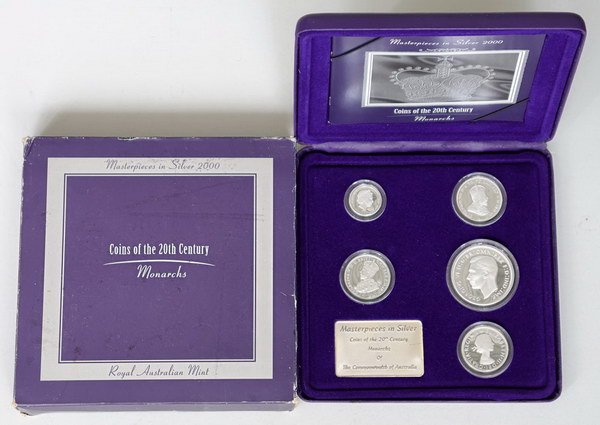 Masterpieces in Silver 2000
Coins of the 20th Century
Monarchs
Royal Australian Mint
Masterpieces in Silver 2000
Coins of the 20th Century
Monarchs
Masterpieces in Silver
Coins of the 20th Century
Monarchs
Of
The Commonwealth of Australia